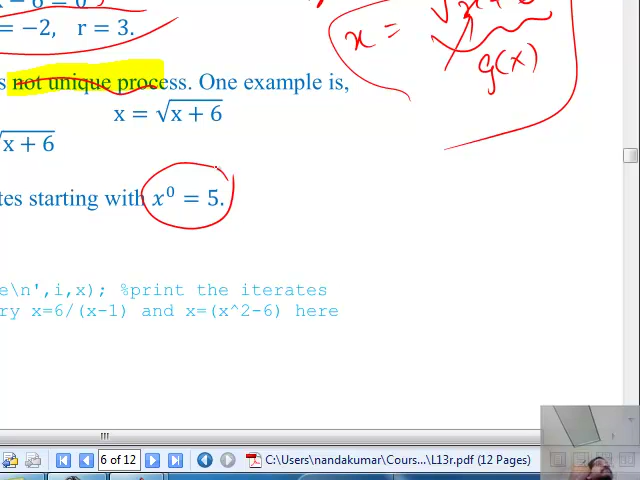 − 6 = 0
= −2, r = 3.
s not unique process. One example is,
x = √x + 6
√x + 6
tes starting with x⁰ = 5.
x =
g(x)
e\n',i,x); %print the iterates
ry x=6/(x-1) and x=(x^2-6) here
6 of 12
C:\Users\nandakumar\Cours...\L13r.pdf (12 Pages)